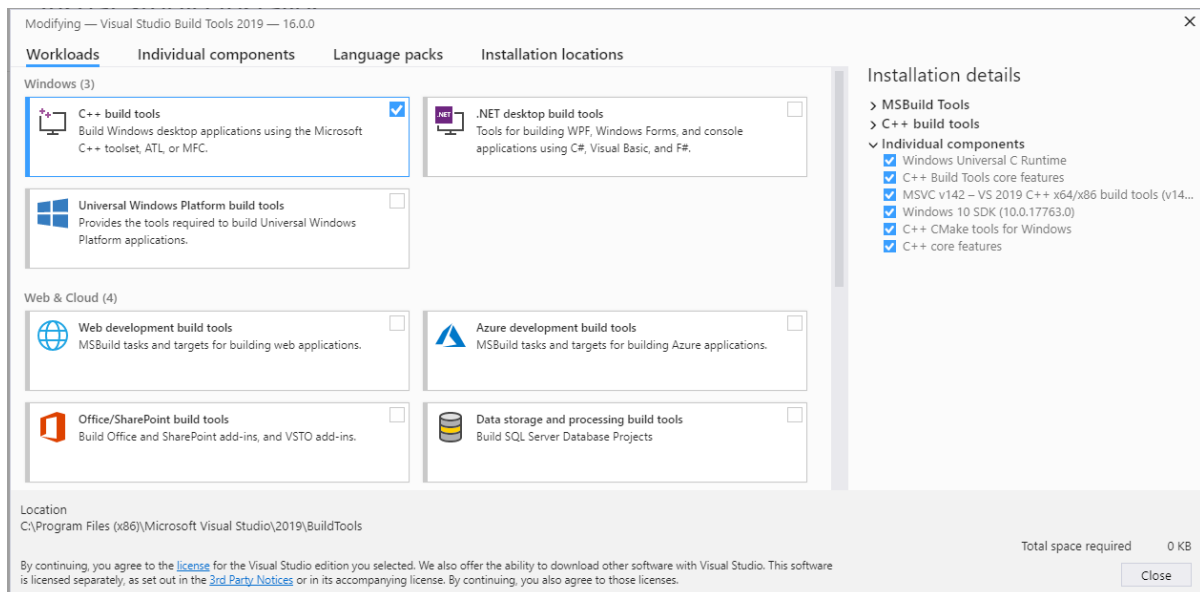 Modifying — Visual Studio Build Tools 2019 — 16.0.0
Workloads Individual components Language packs Installation locations
Windows (3)
C++ build tools
Build Windows desktop applications using the Microsoft
C++ toolset, ATL, or MFC.
.NET
.NET desktop build tools
Tools for building WPF, Windows Forms, and console
applications using C#, Visual Basic, and F#.
Universal Windows Platform build tools
Provides the tools required to build Universal Windows
Platform applications.
Web & Cloud (4)
Web development build tools
MSBuild tasks and targets for building web applications.
Azure development build tools
MSBuild tasks and targets for building Azure applications.
Office/SharePoint build tools
Build Office and SharePoint add-ins, and VSTO add-ins.
Data storage and processing build tools
Build SQL Server Database Projects
Installation details
MSBuild Tools
C++ build tools
Individual components
Windows Universal C Runtime
C++ Build Tools core features
MSVC v142 – VS 2019 C++ x64/x86 build tools (v14...
Windows 10 SDK (10.0.17763.0)
C++ CMake tools for Windows
C++ core features
Location
C:\Program Files (x86)\Microsoft Visual Studio\2019\BuildTools
Total space required 0 KB
By continuing, you agree to the license for the Visual Studio edition you selected. We also offer the ability to download other software with Visual Studio. This software
is licensed separately, as set out in the 3rd Party Notices or in its accompanying license. By continuing, you also agree to those licenses.
Close